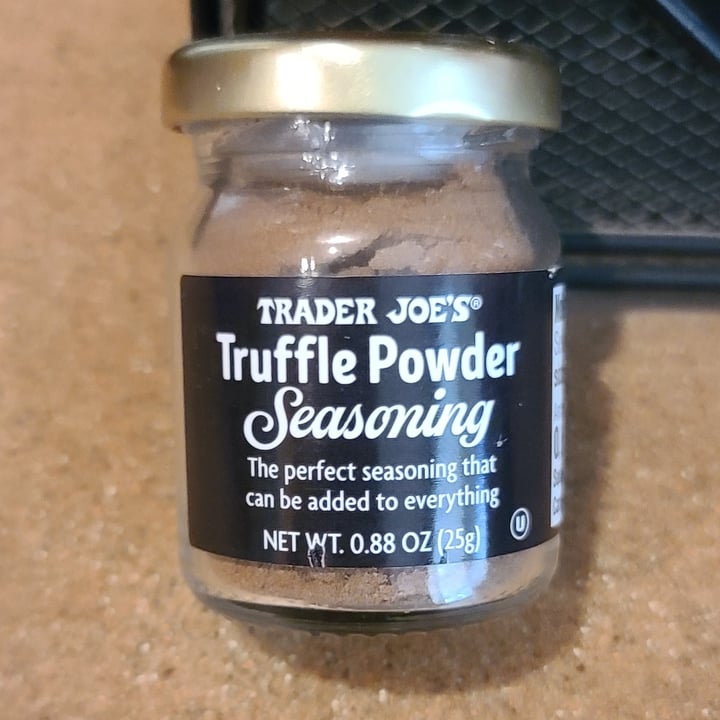 TRADER JOE'S®
Truffle Powder
Seasoning
The perfect seasoning that
can be added to everything
NET WT. 0.88 OZ (25g)
U